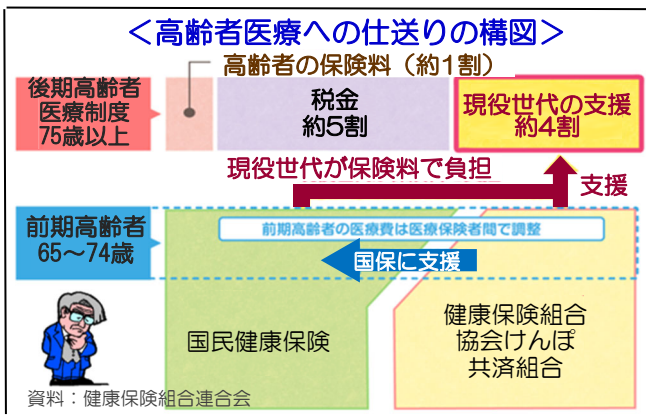 <高齢者医療への仕送りの構図>
高齢者の保険料（約1割）
後期高齢者
医療制度
75歳以上
税金
約5割
現役世代の支援
約4割
現役世代が保険料で負担
支援
前期高齢者
65〜74歳
前期高齢者の医療費は医療保険者間で調整
国保に支援
国民健康保険
健康保険組合
協会けんぽ
共済組合
資料：健康保険組合連合会